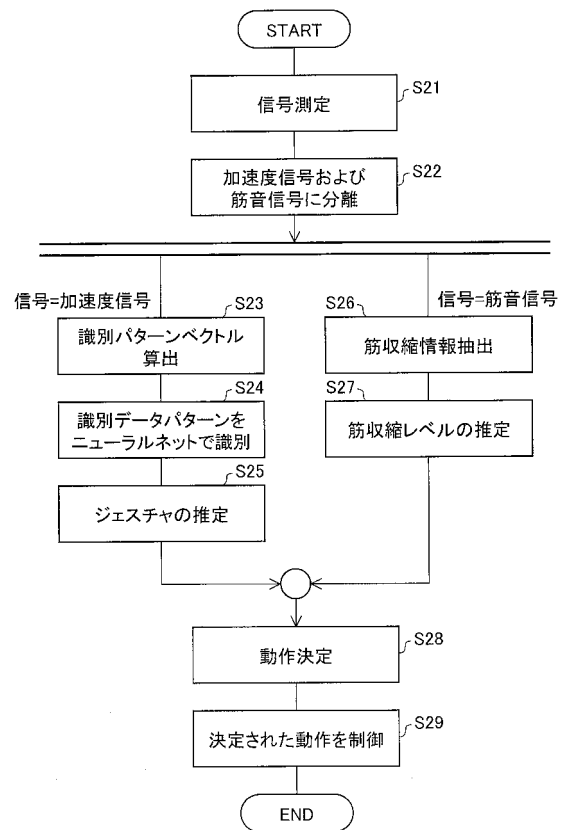 START
S21
信号測定
S22
加速度信号および
筋音信号に分離
信号=加速度信号
S23
識別パターンベクトル
算出
S24
識別データパターンを
ニューラルネットで識別
S25
ジェスチャの推定
信号=筋音信号
S26
筋収縮情報抽出
S27
筋収縮レベルの推定
S28
動作決定
S29
決定された動作を制御
END